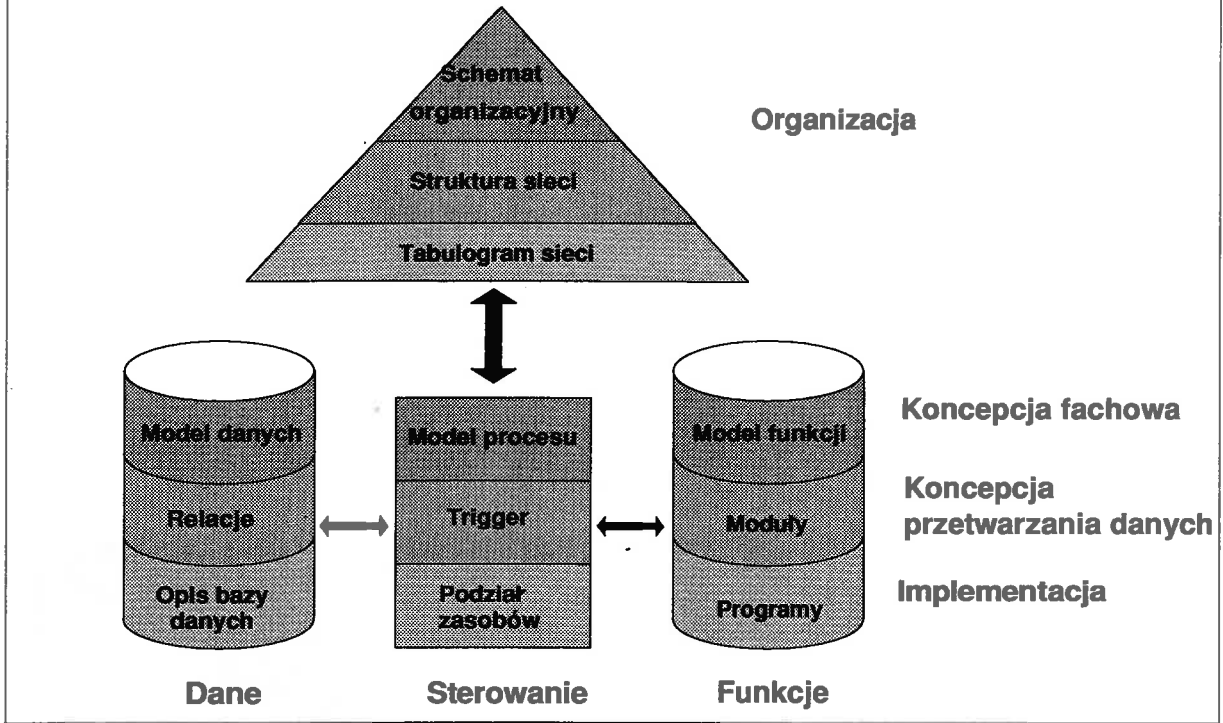 Schemat
organizacyjny
Organizacja
Struktura sieci
Tabulogram sieci
Model danych
Model procesu
Model funkcji
Koncepcja fachowa
Relacje
Trigger
Moduły
Koncepcja
przetwarzania danych
Opis bazy
danych
Podział
zasobów
Programy
Implementacja
Dane
Sterowanie
Funkcje